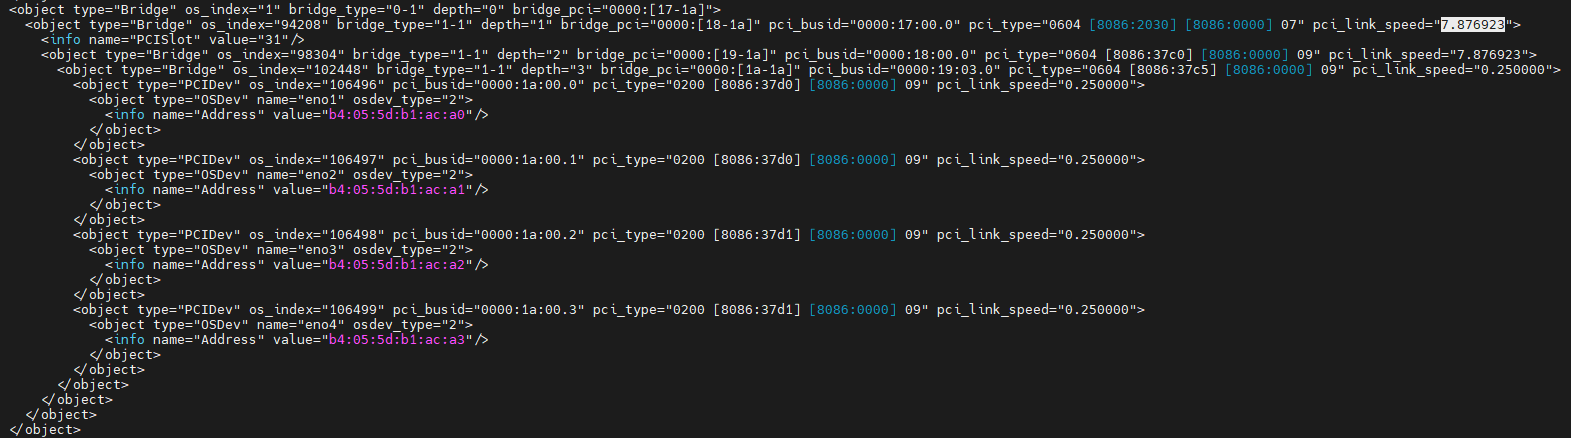 <object type="Bridge" os_index="1" bridge_type="0-1" depth="0" bridge_pci="0000:[17-1a]">
  <object type="Bridge" os_index="94208" bridge_type="1-1" depth="1" bridge_pci="0000:[18-1a]" pci_busid="0000:17:00.0" pci_type="0604 [8086:2030] [8086:0000] 07" pci_link_speed="7.876923">
    <info name="PCISlot" value="31"/>
    <object type="Bridge" os_index="98304" bridge_type="1-1" depth="2" bridge_pci="0000:[19-1a]" pci_busid="0000:18:00.0" pci_type="0604 [8086:37c0] [8086:0000] 09" pci_link_speed="7.876923">
      <object type="Bridge" os_index="102448" bridge_type="1-1" depth="3" bridge_pci="0000:[1a-1a]" pci_busid="0000:19:03.0" pci_type="0604 [8086:37c5] [8086:0000] 09" pci_link_speed="0.250000">
        <object type="PCIDev" os_index="106496" pci_busid="0000:1a:00.0" pci_type="0200 [8086:37d0] [8086:0000] 09" pci_link_speed="0.250000">
          <object type="OSDev" name="eno1" osdev_type="2">
            <info name="Address" value="b4:05:5d:b1:ac:a0"/>
          </object>
        </object>
        <object type="PCIDev" os_index="106497" pci_busid="0000:1a:00.1" pci_type="0200 [8086:37d0] [8086:0000] 09" pci_link_speed="0.250000">
          <object type="OSDev" name="eno2" osdev_type="2">
            <info name="Address" value="b4:05:5d:b1:ac:a1"/>
          </object>
        </object>
        <object type="PCIDev" os_index="106498" pci_busid="0000:1a:00.2" pci_type="0200 [8086:37d1] [8086:0000] 09" pci_link_speed="0.250000">
          <object type="OSDev" name="eno3" osdev_type="2">
            <info name="Address" value="b4:05:5d:b1:ac:a2"/>
          </object>
        </object>
        <object type="PCIDev" os_index="106499" pci_busid="0000:1a:00.3" pci_type="0200 [8086:37d1] [8086:0000] 09" pci_link_speed="0.250000">
          <object type="OSDev" name="eno4" osdev_type="2">
            <info name="Address" value="b4:05:5d:b1:ac:a3"/>
          </object>
        </object>
      </object>
    </object>
  </object>
</object>